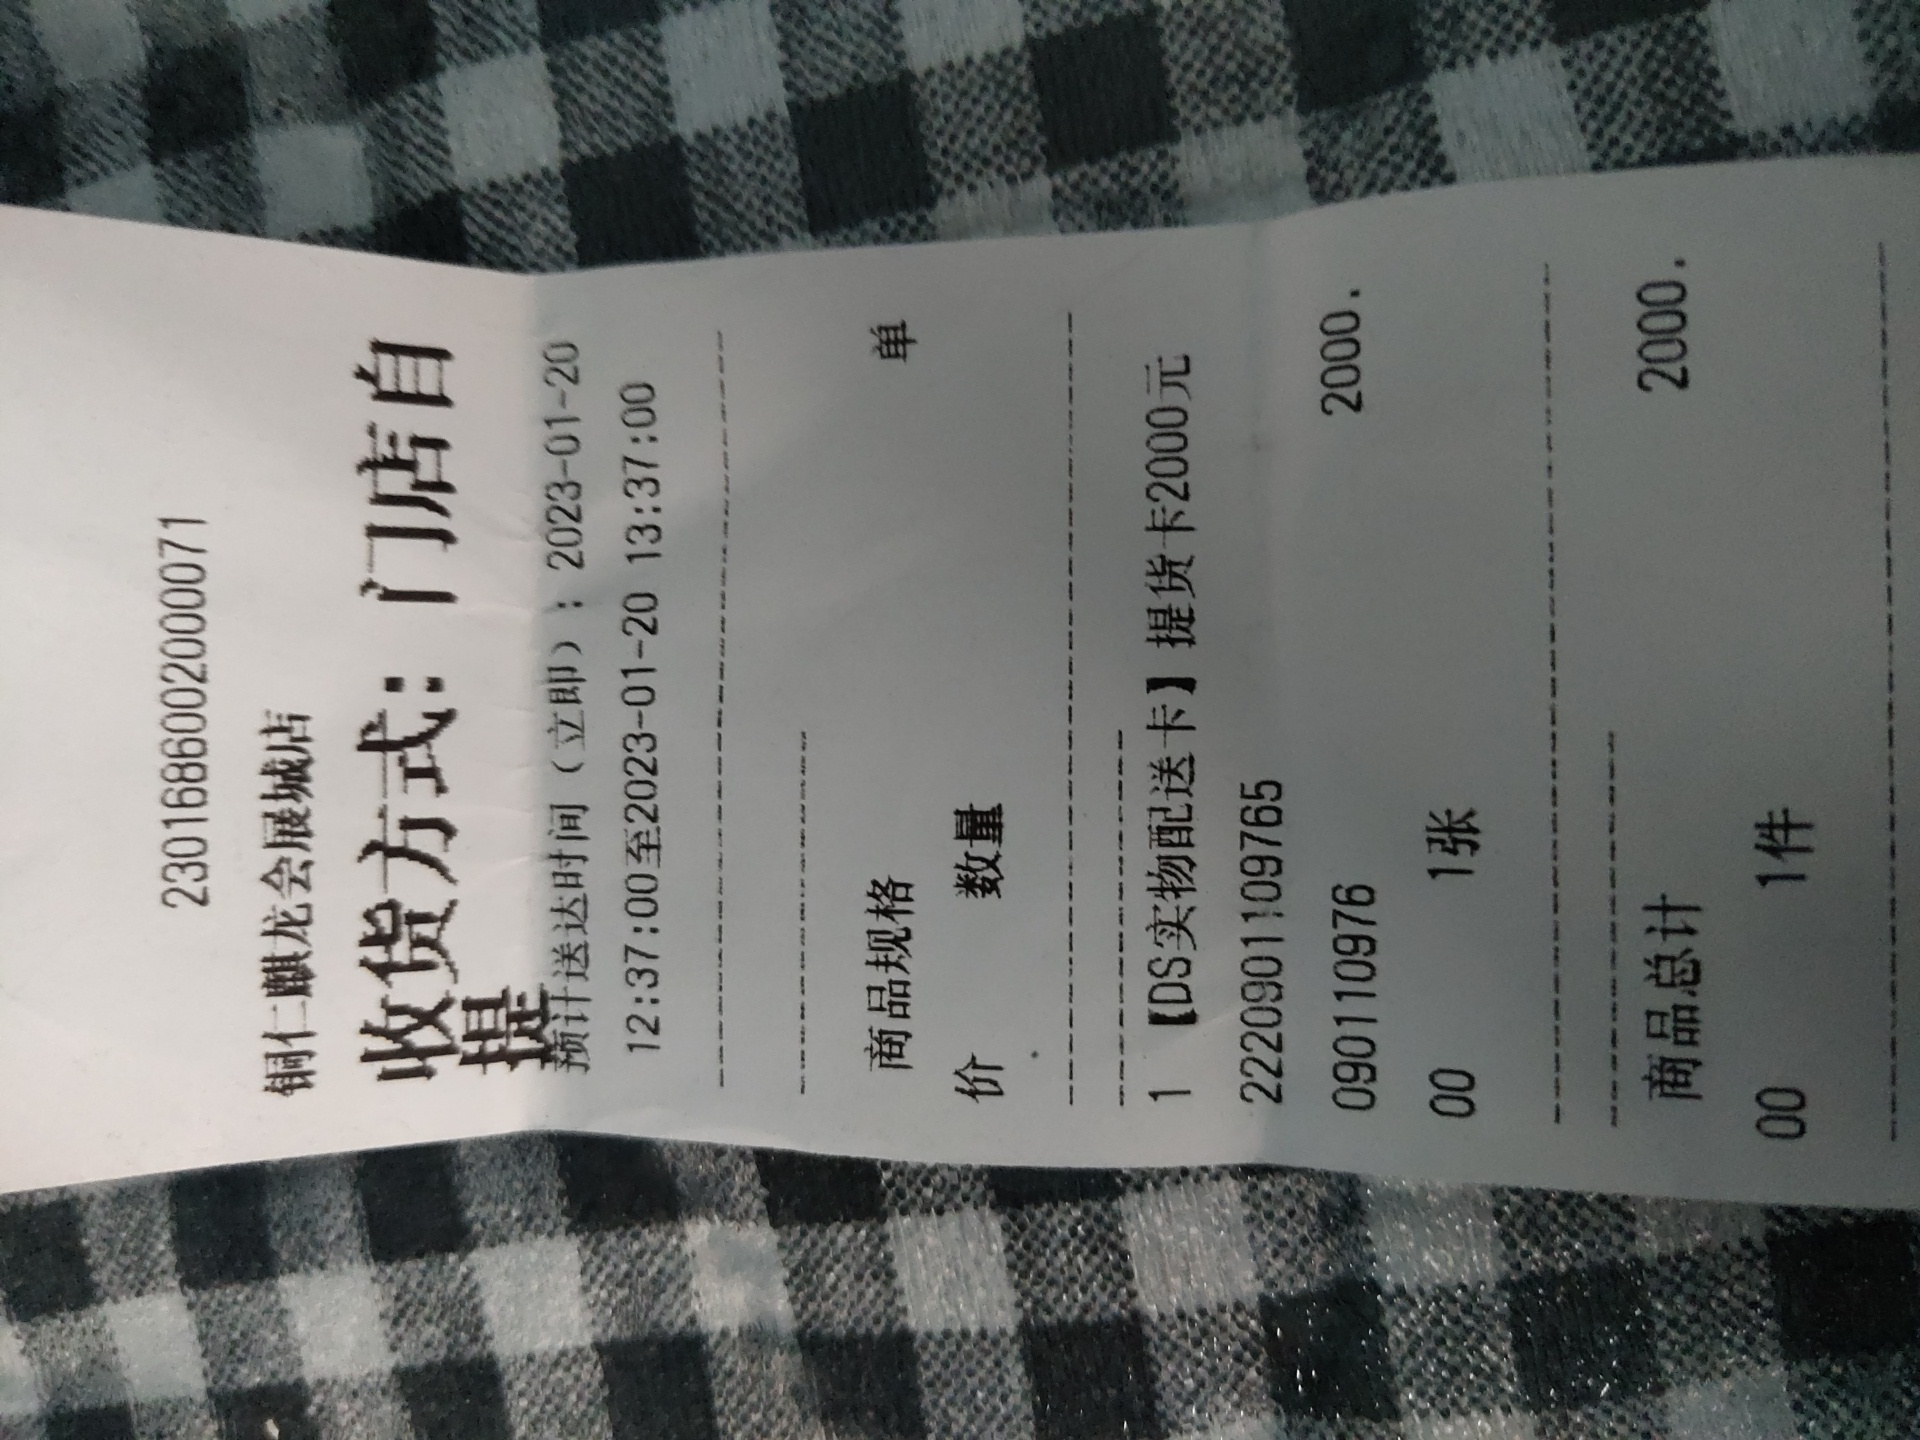 2301686002000071
铜仁麒龙会展城店
收货方式：门店自
提
预计送达时间（立即）：2023-01-20
12:37:00至2023-01-20 13:37:00
单
商品规格
价 数量
1 【DS实物配送卡】提货卡2000元
2220901109765
0901110976 2000.
00 1张
商品总计 2000.
00 1件